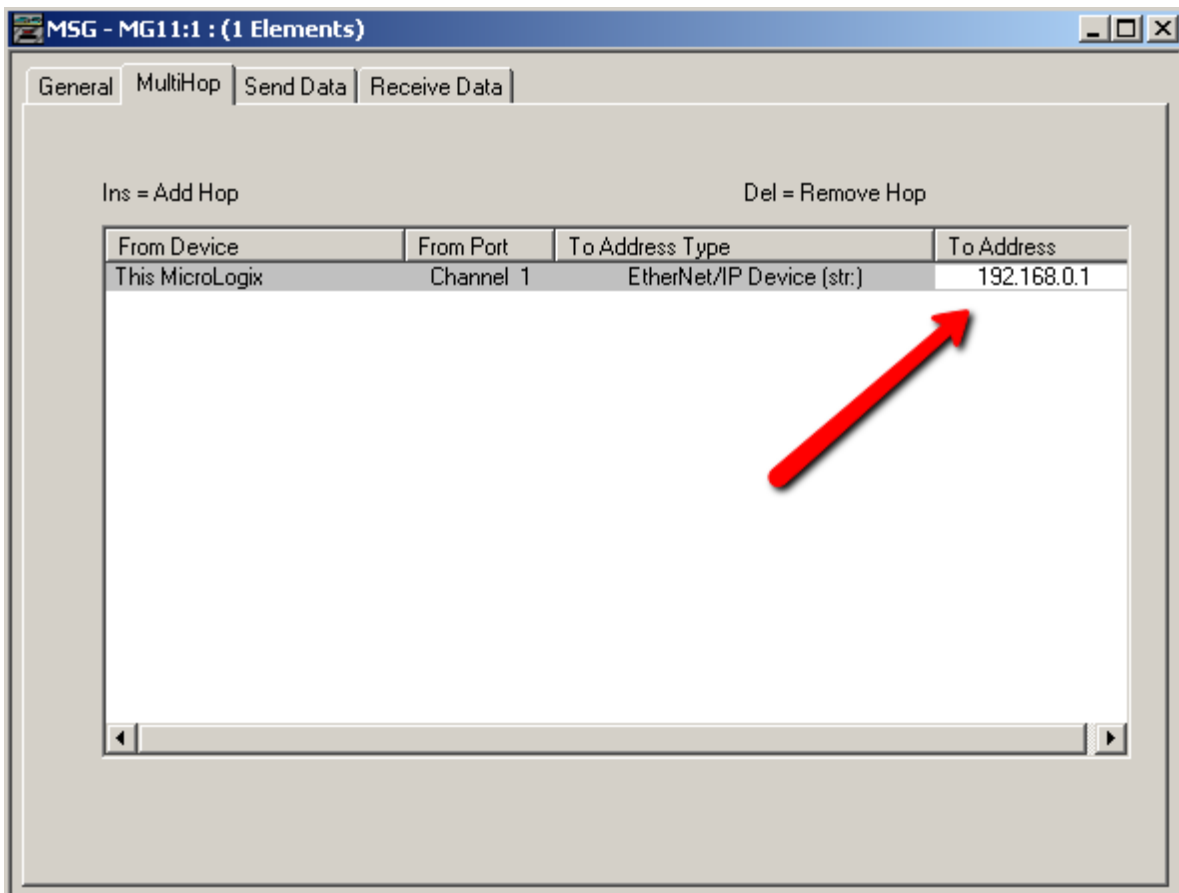 MSG - MG11:1 : (1 Elements)
General MultiHop Send Data Receive Data
Ins = Add Hop Del = Remove Hop
From Device From Port To Address Type To Address
This MicroLogix Channel 1 EtherNet/IP Device (str:) 192.168.0.1